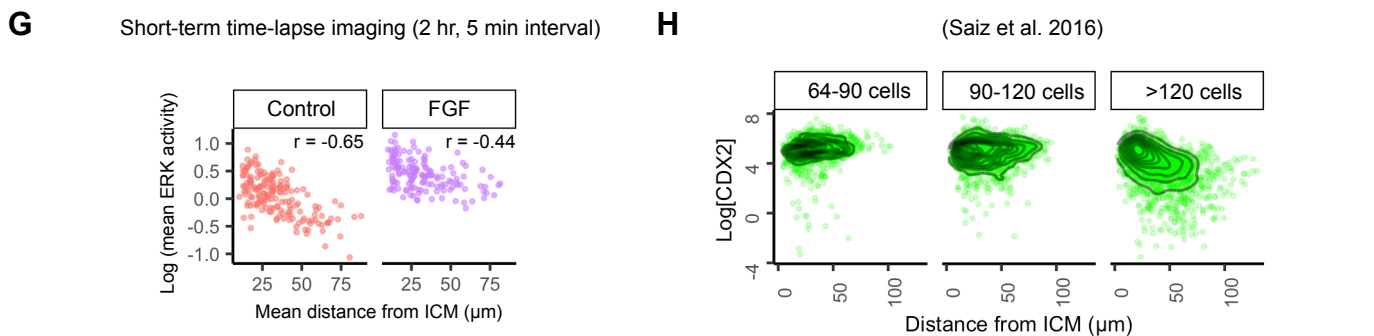 G
Short-term time-lapse imaging (2 hr, 5 min interval)
Control
FGF
r = -0.65
r = -0.44
Log (mean ERK activity)
1.0
0.5
0.0
-0.5
-1.0
25
50
75
25
50
75
Mean distance from ICM (µm)
H
(Saiz et al. 2016)
64-90 cells
90-120 cells
>120 cells
Log[CDX2]
8
4
0
-4
0
50
100
0
50
100
0
50
100
Distance from ICM (µm)